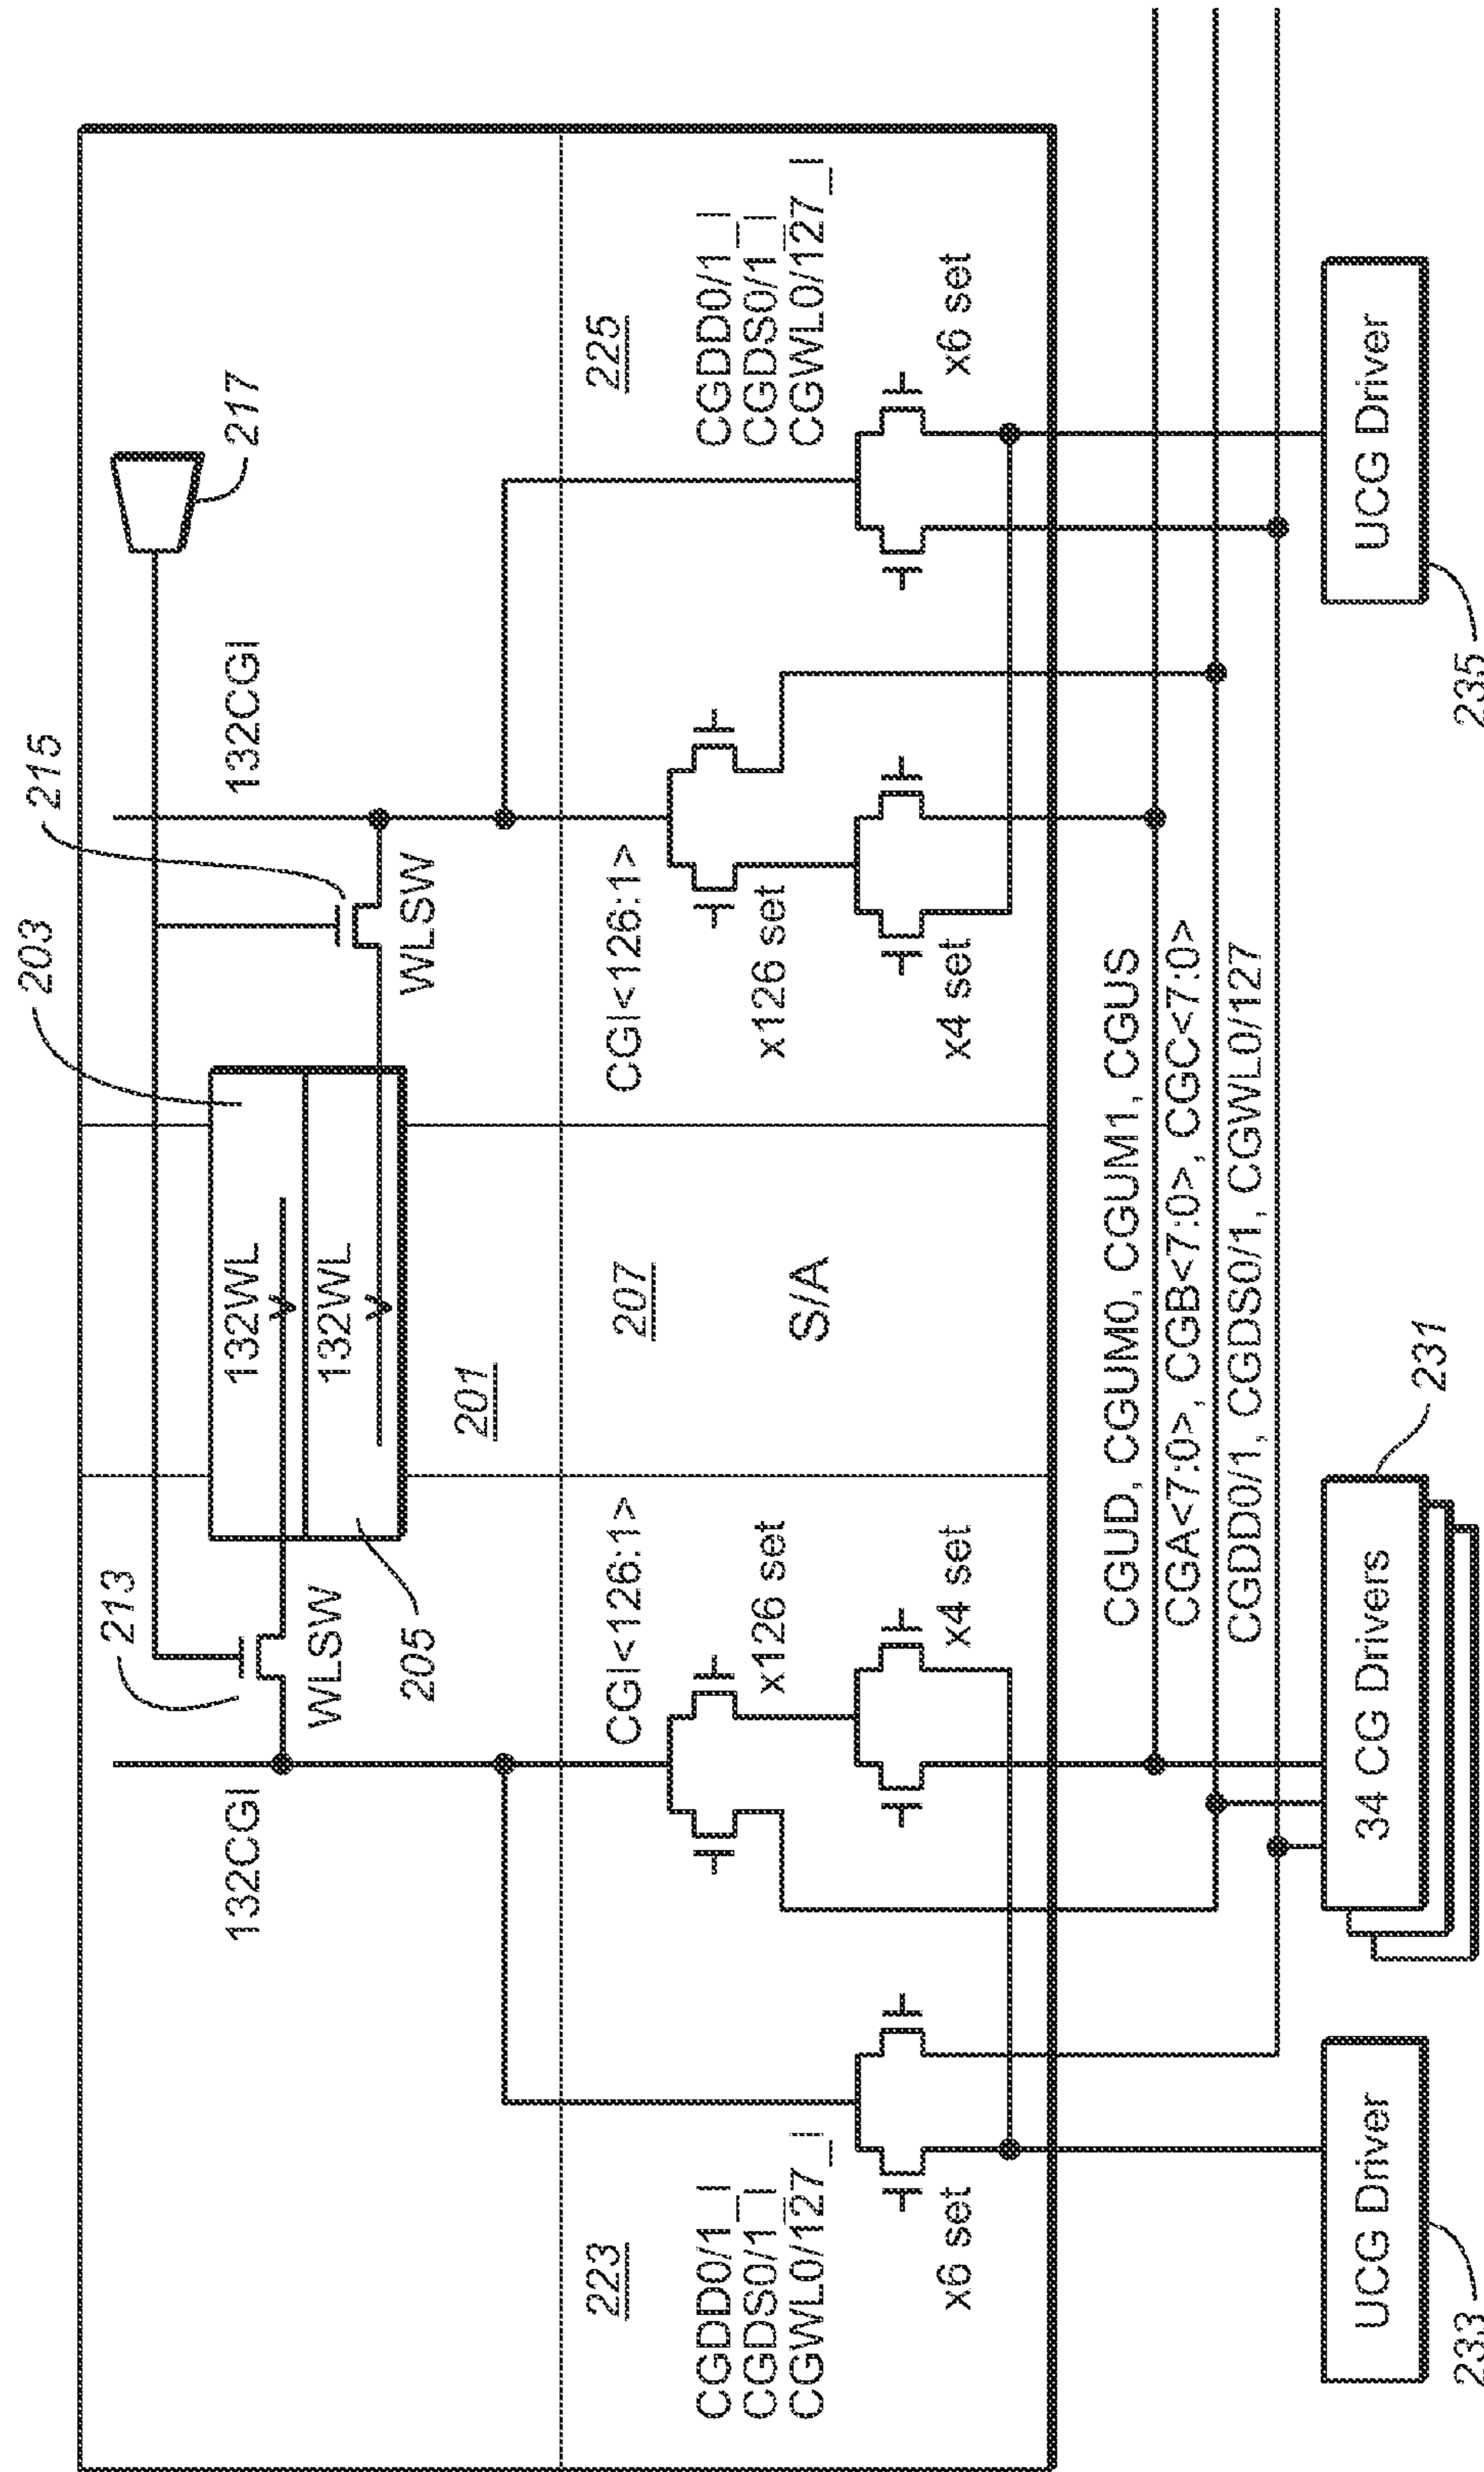 203
215
217
213
132CGI
132WL
132CGI
WLSW
132WL
WLSW
205
201
223
CGI<126:1>
207
CGI<126:1>
225
CGDD0/1_I
CGDS0/1_I
CGWL0/127_I
x126 set
S/A
x126 set
CGDD0/1_I
CGDS0/1_I
CGWL0/127_I
x6 set
x4 set
x4 set
x6 set
CGUD, CGUM0, CGUM1, CGUS
CGA<7:0>, CGB<7:0>, CGC<7:0>
CGDD0/1, CGDS0/1, CGWL0/127
UCG Driver
34 CG Drivers
231
UCG Driver
233
235